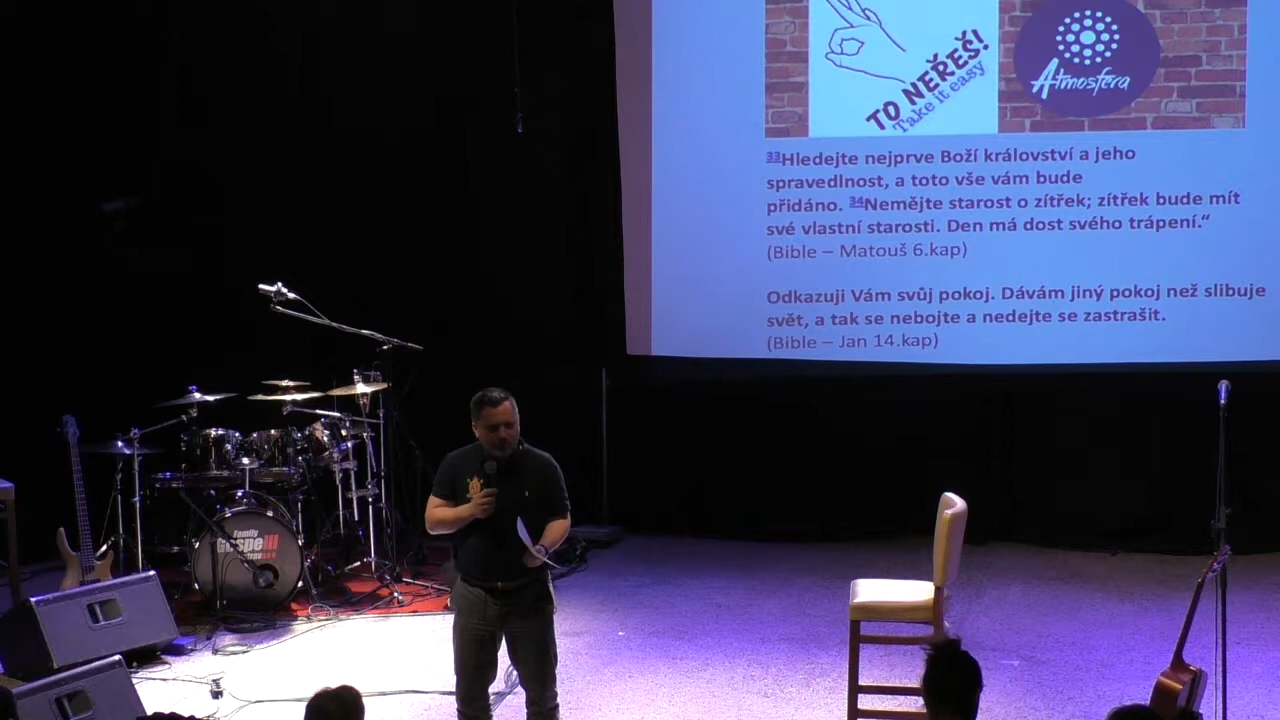 TO NEŘEŠ!
Take it easy
Atmosféra
33Hledejte nejprve Boží království a jeho
spravedlnost, a toto vše vám bude
přidáno. 34Nemějte starost o zítřek; zítřek bude mít
své vlastní starosti. Den má dost svého trápení.“
(Bible – Matouš 6.kap)
Odkazuji Vám svůj pokoj. Dávám jiný pokoj než slibuje
svět, a tak se nebojte a nedejte se zastrašit.
(Bible – Jan 14.kap)
Family
Gospel